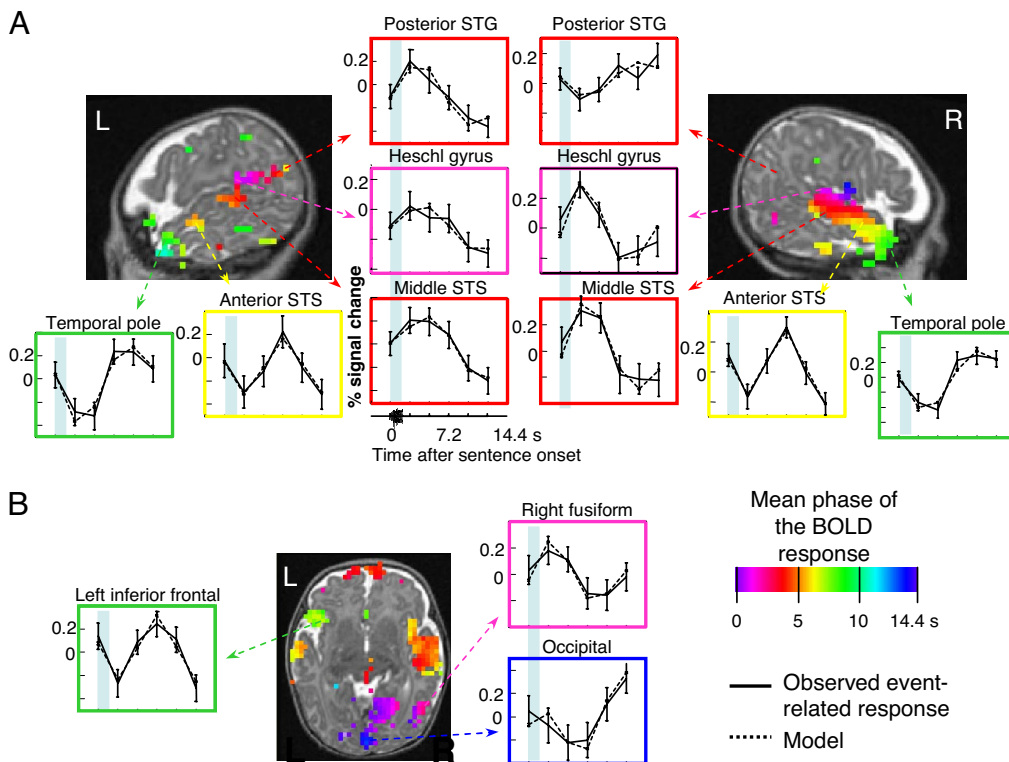 A
Posterior STG
Posterior STG
0.2
0
0.2
0
L
R
Heschl gyrus
Heschl gyrus
0.2
0
0.2
0
Middle STS
Middle STS
0.2
0
0.2
0
% signal change
Temporal pole
0.2
0
Anterior STS
0.2
0
Anterior STS
0.2
0
Temporal pole
0.2
0
0 7.2 14.4 s
Time after sentence onset
B
Left inferior frontal
0.2
0
L
L R
Right fusiform
0.2
0
Occipital
0.2
0
Mean phase of
the BOLD
response
0 5 10 14.4 s
Observed event-
related response
Model